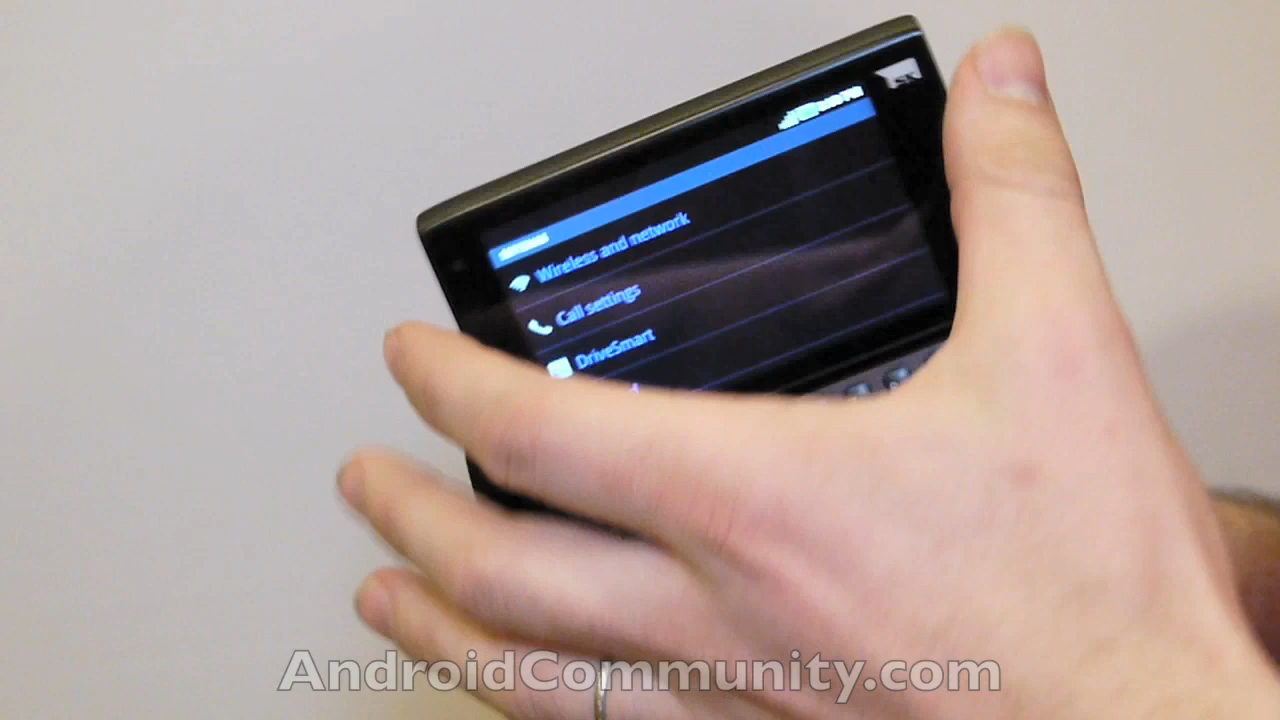 Wireless and network
Call settings
DriveSmart
AndroidCommunity.com